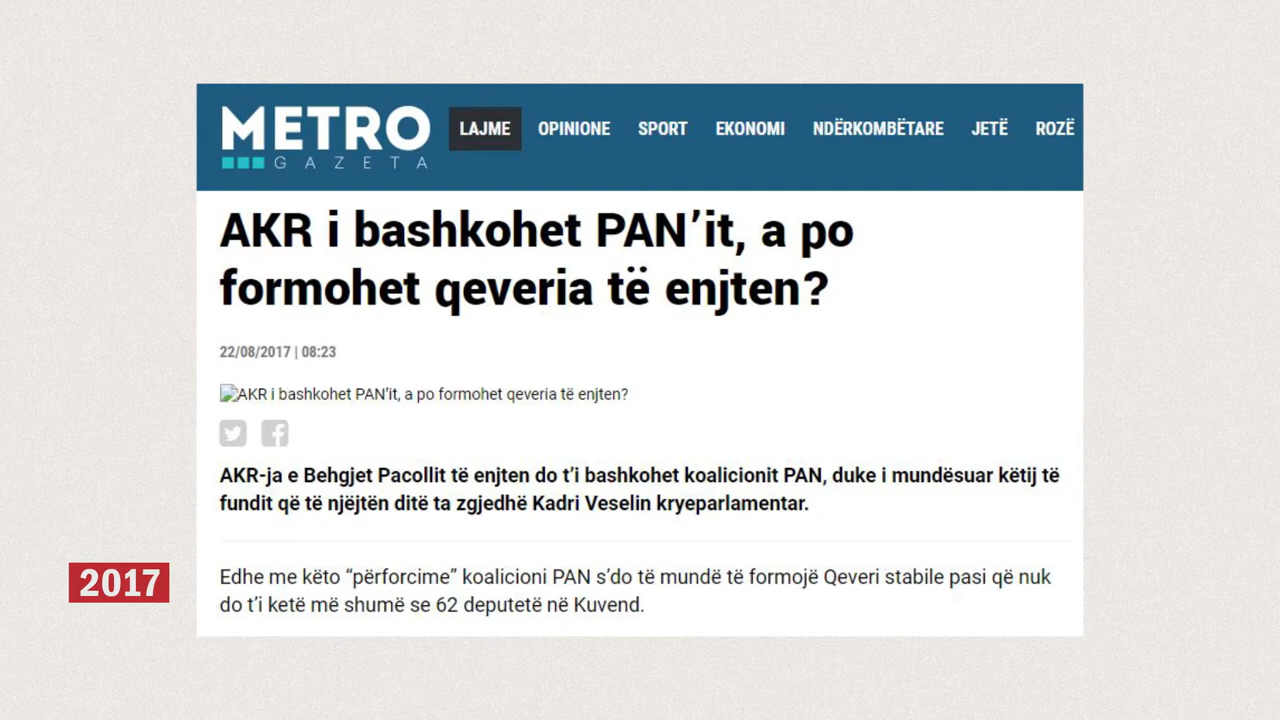 METRO
GAZETA
LAJME OPINIONE SPORT EKONOMI NDËRKOMBËTARE JETË ROZË
AKR i bashkohet PAN’it, a po
formohet qeveria të enjten?
22/08/2017 | 08:23
AKR i bashkohet PAN'it, a po formohet qeveria të enjten?
AKR-ja e Behgjet Pacollit të enjten do t’i bashkohet koalicionit PAN, duke i mundësuar këtij të
fundit që të njëjtën ditë ta zgjedhë Kadri Veselin kryeparlamentar.
2017
Edhe me këto “përforcime” koalicioni PAN s’do të mundë të formojë Qeveri stabile pasi që nuk
do t’i ketë më shumë se 62 deputetë në Kuvend.